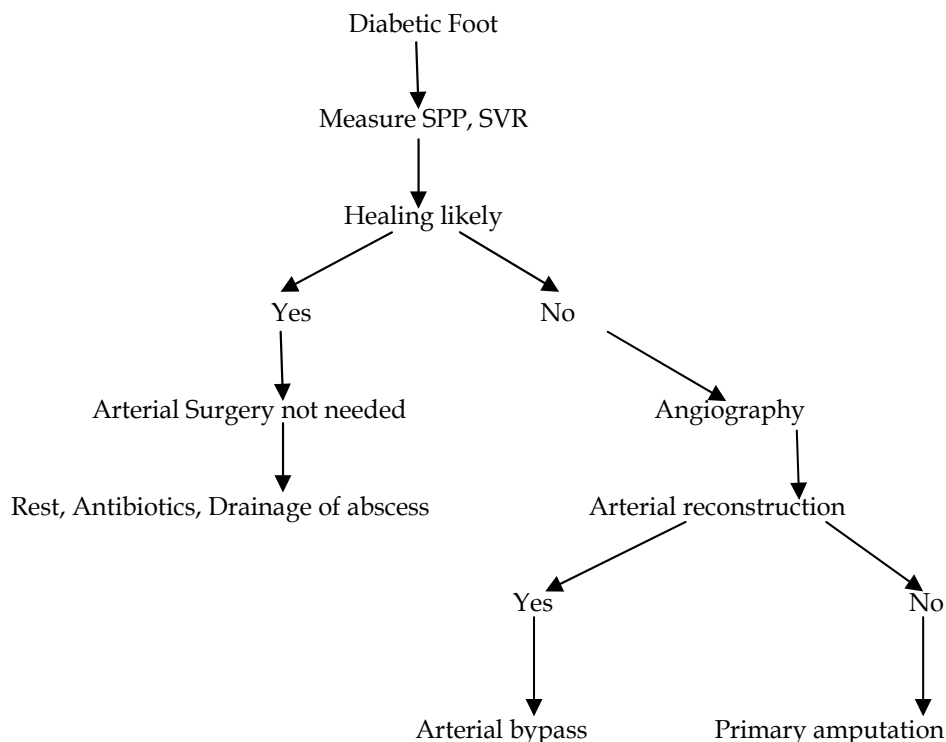 Diabetic Foot
Measure SPP, SVR
Healing likely
Yes
No
Arterial Surgery not needed
Angiography
Rest, Antibiotics, Drainage of abscess
Arterial reconstruction
Yes
No
Arterial bypass
Primary amputation